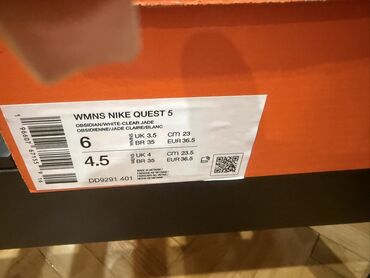 WMNS NIKE QUEST 5
OBSIDIAN/WHITE-CLEAR JADE
OBSIDIENNE/JADE CLAIRE/BLANC
6 WMNS UK 3.5 CM 23
BR 35 EUR 36.5
4.5 UK 4 CM 23.5
BR 35 EUR 36.5
DD9291 401